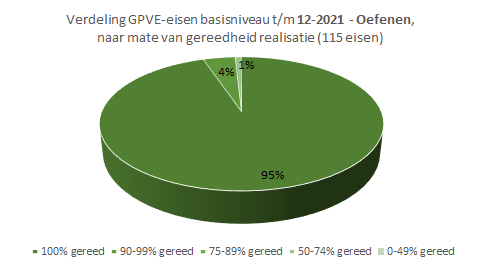 Verdeling GPVE-eisen basisniveau t/m 12-2021 - Oefenen,
naar mate van gereedheid realisatie (115 eisen)
4%
1%
95%
100% gereed 90-99% gereed 75-89% gereed 50-74% gereed 0-49% gereed